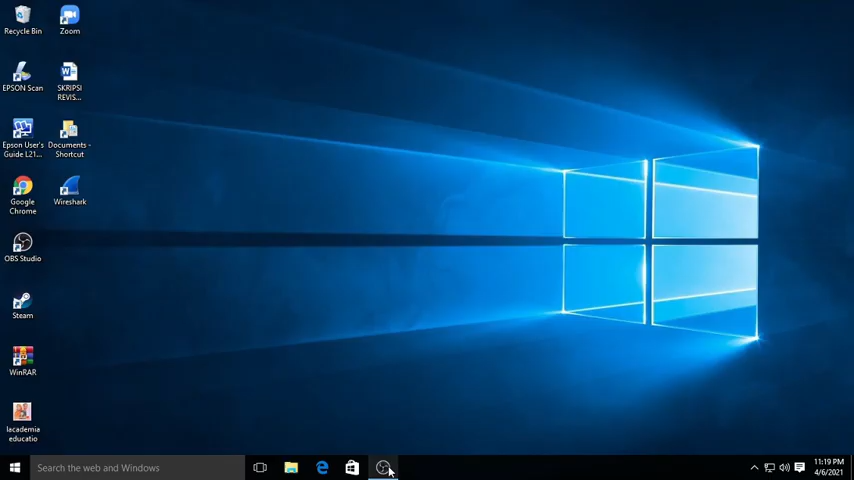 Recycle Bin
Zoom
EPSON Scan
SKRIPSI
REVIS...
Epson User's
Guide L21...
Documents -
Shortcut
Google
Chrome
Wireshark
OBS Studio
Steam
WinRAR
lacademia
educatio
Search the web and Windows
11:19 PM
4/6/2021